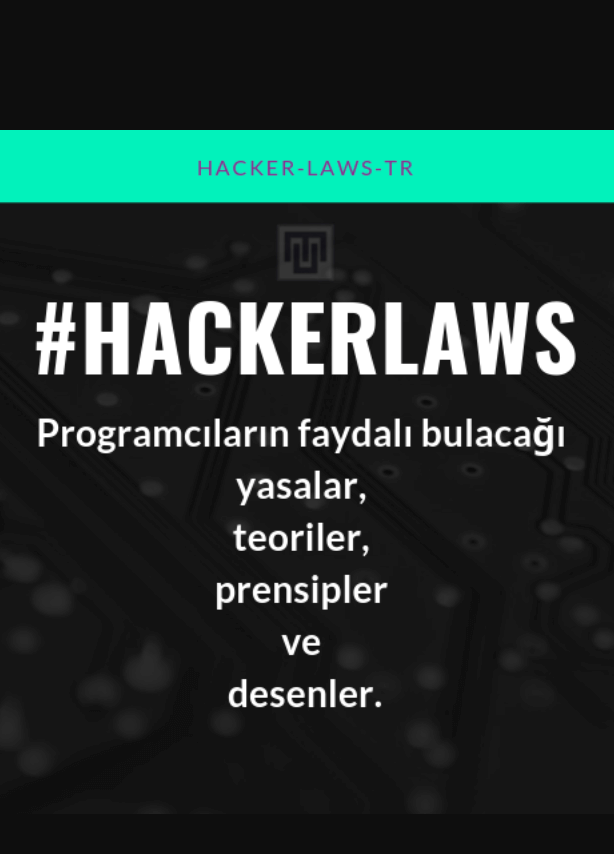 HACKER-LAWS-TR
#HACKERLAWS
Programcıların faydalı bulacağı
yasalar,
teoriler,
prensipler
ve
desenler.